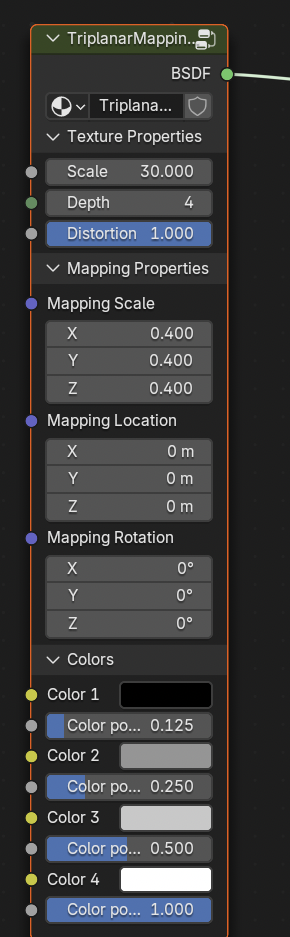 TriplanarMappin...
BSDF
Triplana...
Texture Properties
Scale 30.000
Depth 4
Distortion 1.000
Mapping Properties
Mapping Scale
X 0.400
Y 0.400
Z 0.400
Mapping Location
X 0 m
Y 0 m
Z 0 m
Mapping Rotation
X 0°
Y 0°
Z 0°
Colors
Color 1
Color po... 0.125
Color 2
Color po... 0.250
Color 3
Color po... 0.500
Color 4
Color po... 1.000